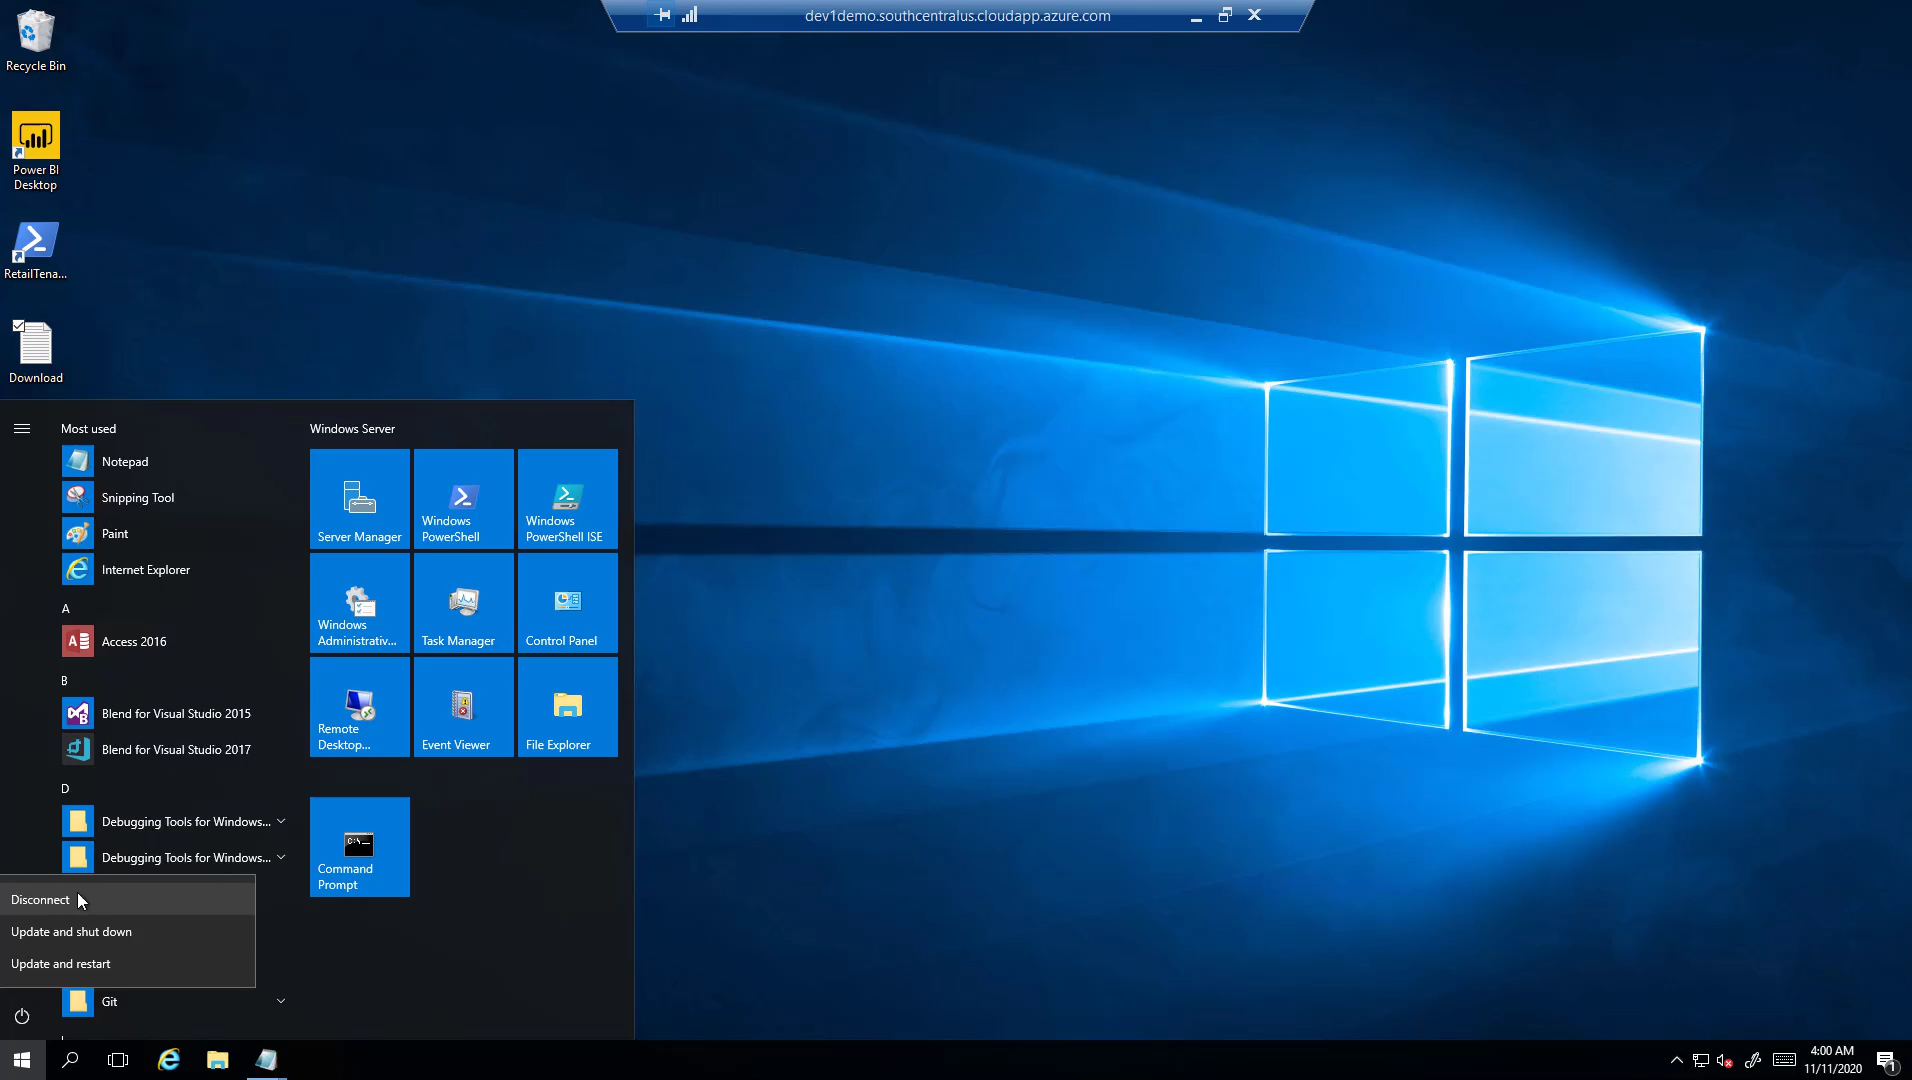 dev1demo.southcentralus.cloudapp.azure.com
Recycle Bin
Power BI
Desktop
RetailTena...
Download
Most used
Notepad
Snipping Tool
Paint
Internet Explorer
A
Access 2016
B
Blend for Visual Studio 2015
Blend for Visual Studio 2017
D
Debugging Tools for Windows...
Debugging Tools for Windows...
Disconnect
Update and shut down
Update and restart
Git
Windows Server
Server Manager
Windows
PowerShell
Windows
PowerShell ISE
Windows
Administrativ...
Task Manager
Control Panel
Remote
Desktop...
Event Viewer
File Explorer
Command
Prompt
4:00 AM
11/11/2020
1